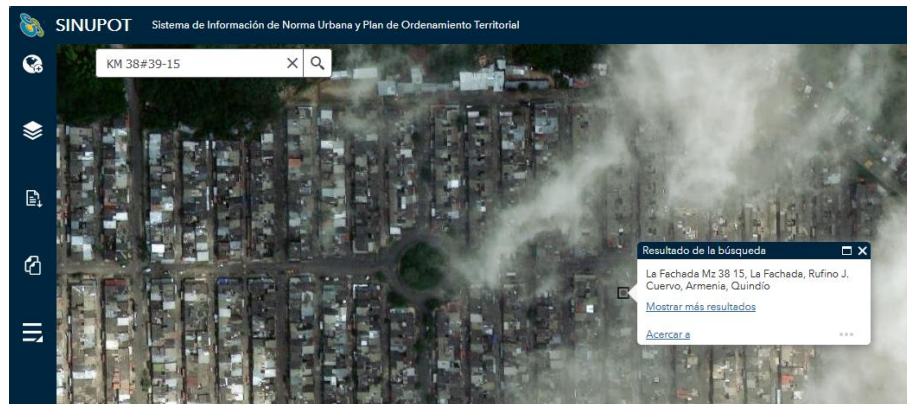 SINUPOT Sistema de Información de Norma Urbana y Plan de Ordenamiento Territorial
KM 38#39-15
Resultado de la búsqueda
La Fachada Mz 38 15, La Fachada, Rufino J.
Cuervo, Armenia, Quindío
Mostrar más resultados
Acercar a